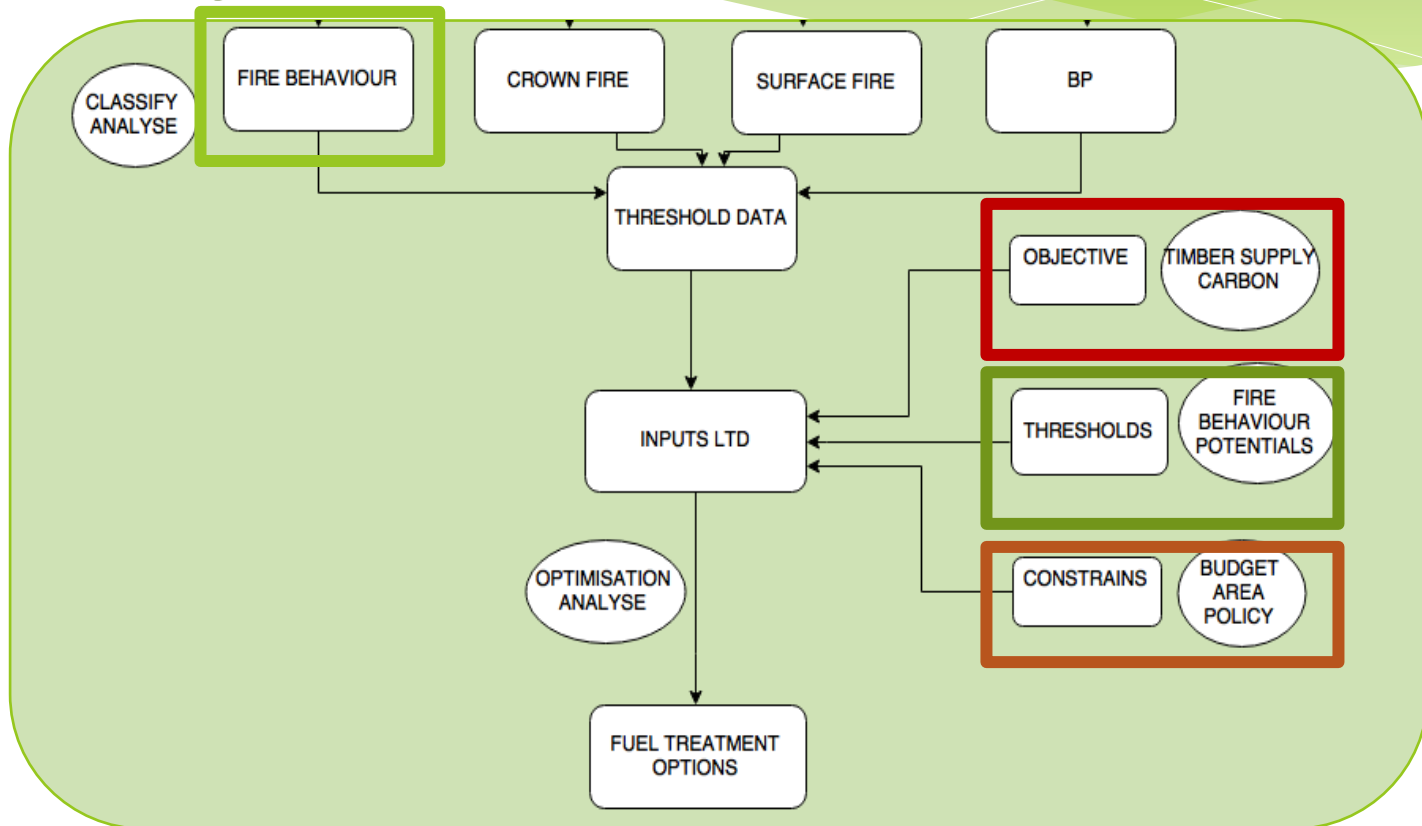 FIRE BEHAVIOUR
CROWN FIRE
SURFACE FIRE
BP
CLASSIFY
ANALYSE
THRESHOLD DATA
OBJECTIVE
TIMBER SUPPLY
CARBON
INPUTS LTD
THRESHOLDS
FIRE
BEHAVIOUR
POTENTIALS
OPTIMISATION
ANALYSE
CONSTRAINS
BUDGET
AREA
POLICY
FUEL TREATMENT
OPTIONS